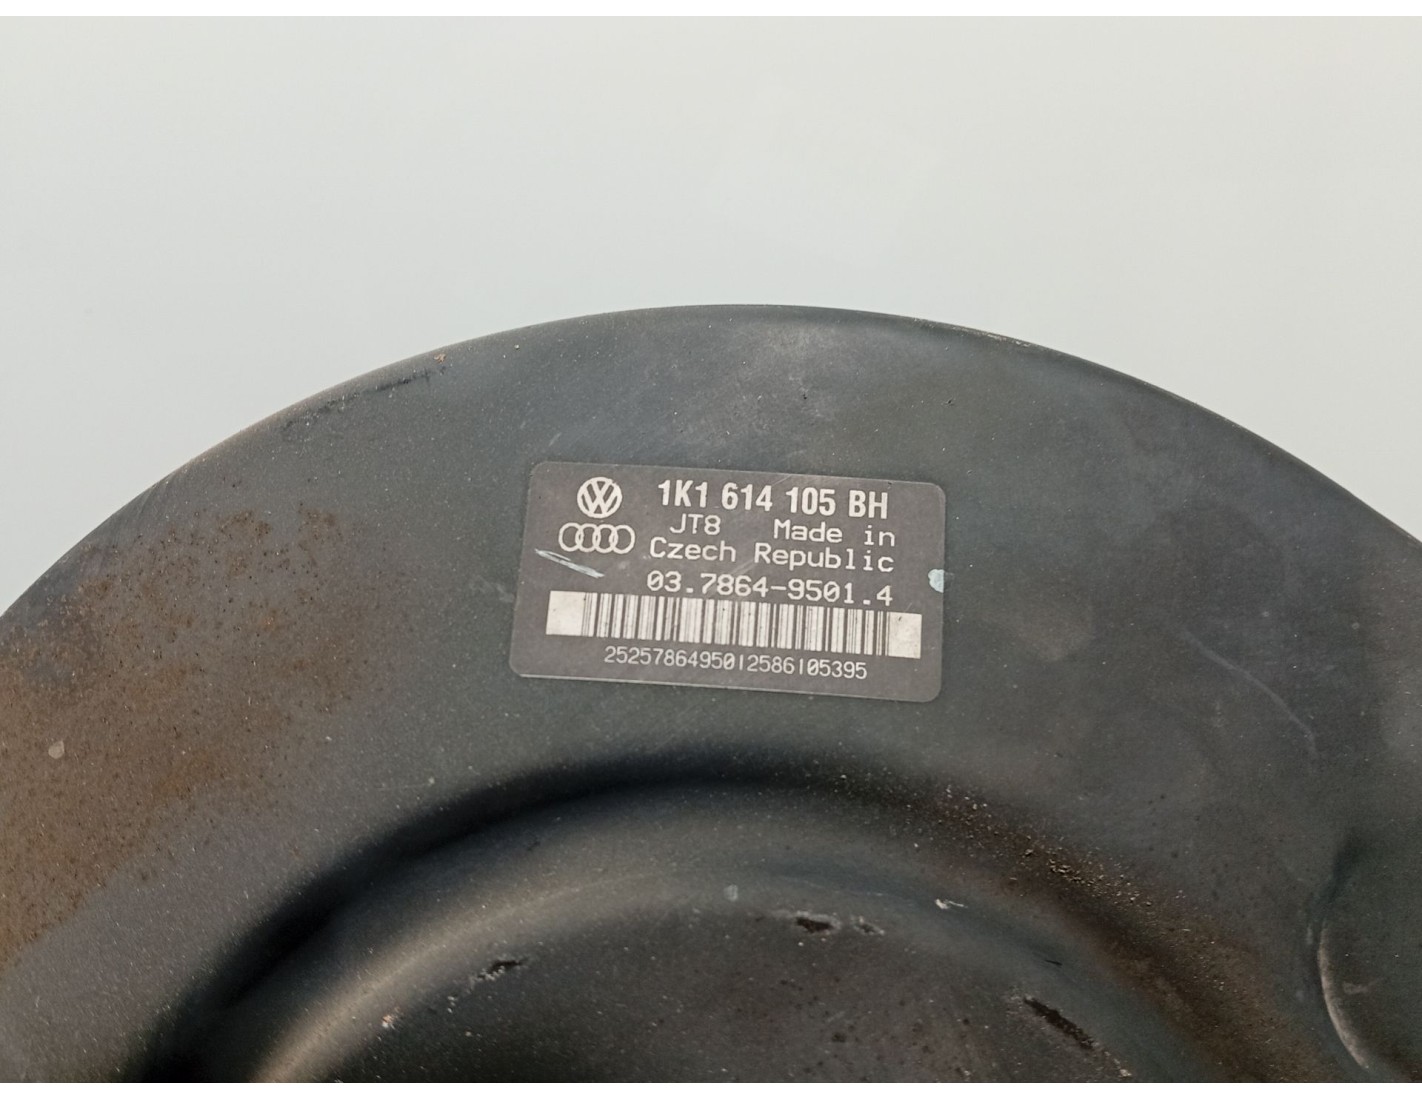 1K1 614 105 BH
JT8 Made in
Czech Republic
03.7864-9501.4
2525786495012586105395